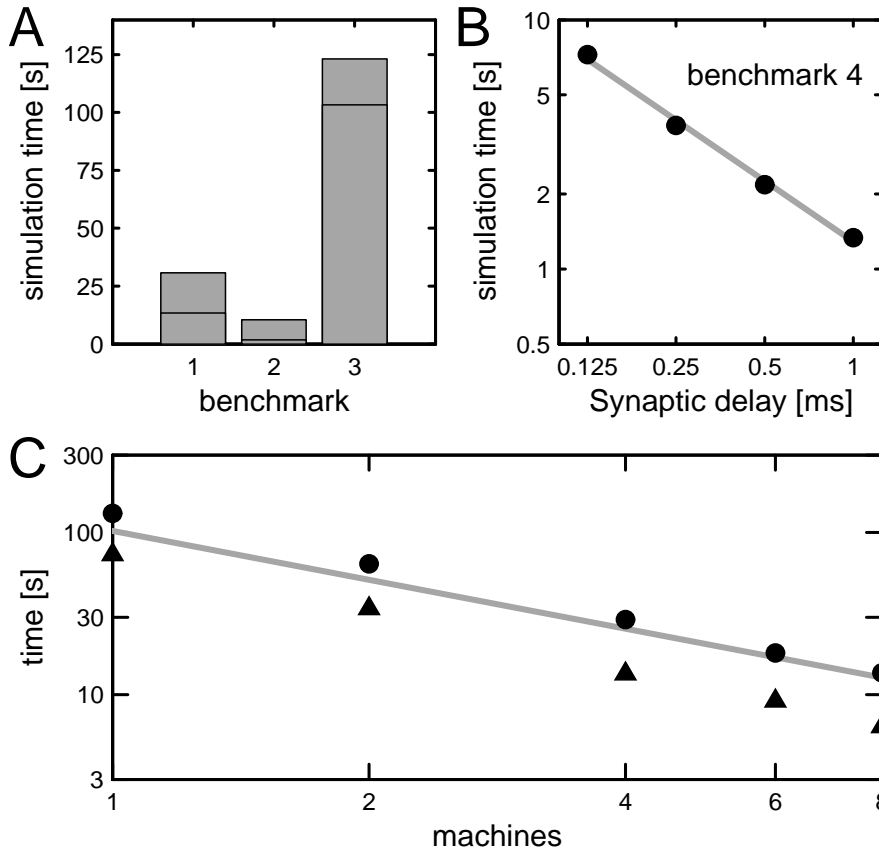 A
simulation time [s]
125
100
75
50
25
0
1 2 3
benchmark
B
simulation time [s]
10
5
2
1
0.5
benchmark 4
0.125 0.25 0.5 1
Synaptic delay [ms]
C
time [s]
300
100
30
10
3
1 2 4 6 8
machines